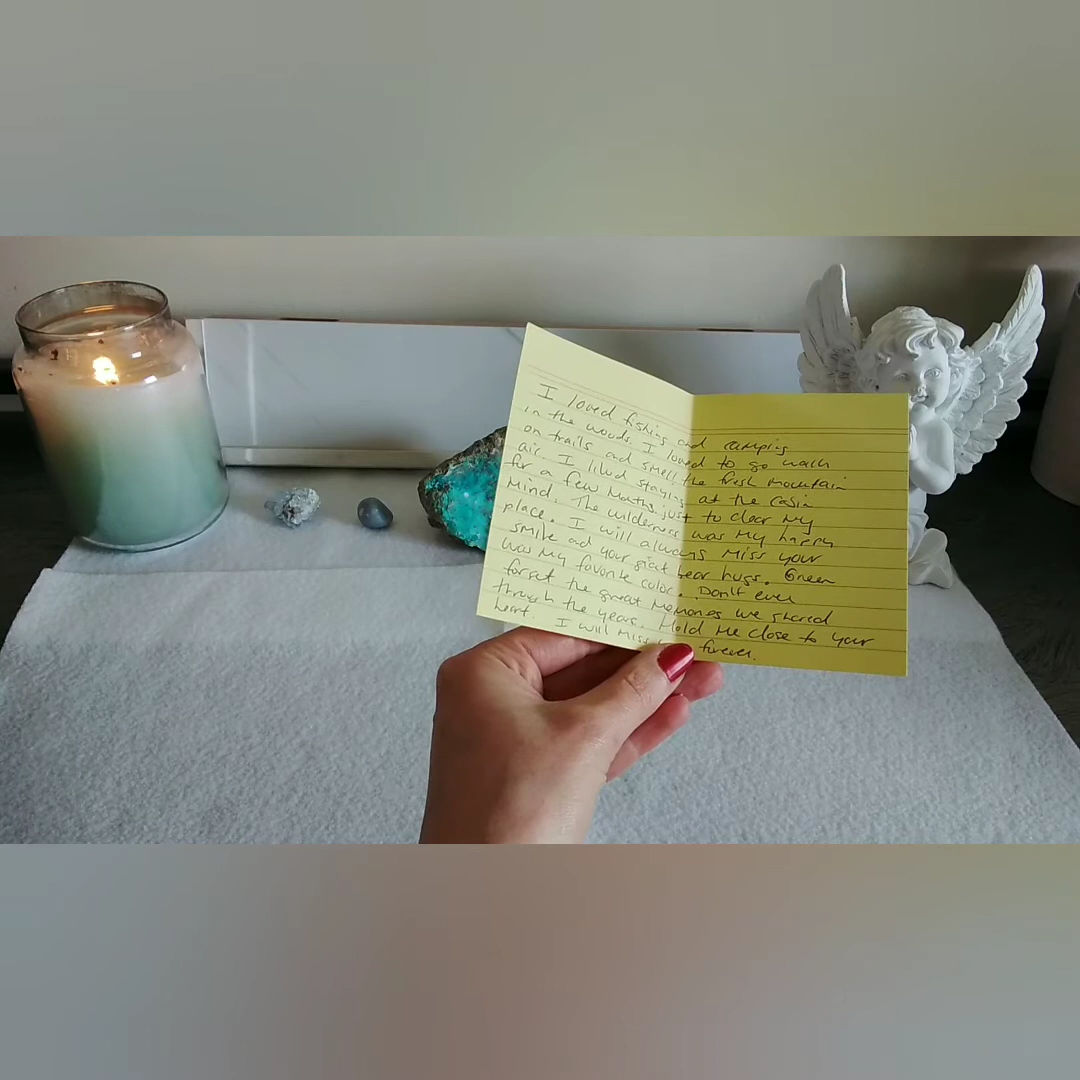 I loved fishing and camping
in the woods. I loved to go walk
on trails and smell the fresh mountain
air. I liked staying at the cabin
for a few months just to clear my
mind. The wilderness was my happy
place. I will always miss your
smile and your giant bear hugs. Green
was my favorite color. Don't ever
forget the great memories we shared
through the years. Hold me close to your
heart. I will miss forever.